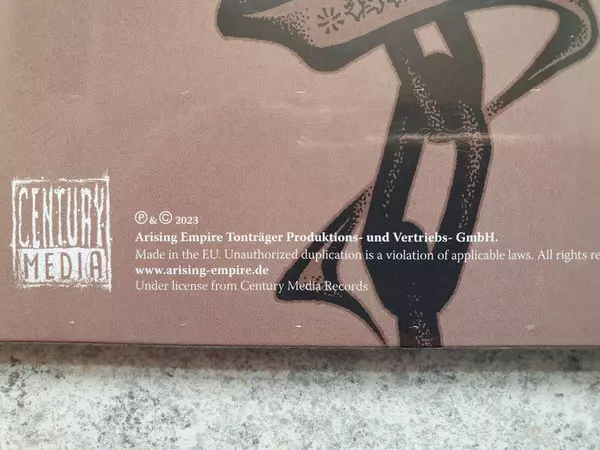 CENTURY
MEDIA
℗ & © 2023
Arising Empire Tonträger Produktions- und Vertriebs- GmbH.
Made in the EU. Unauthorized duplication is a violation of applicable laws. All rights re
www.arising-empire.de
Under license from Century Media Records